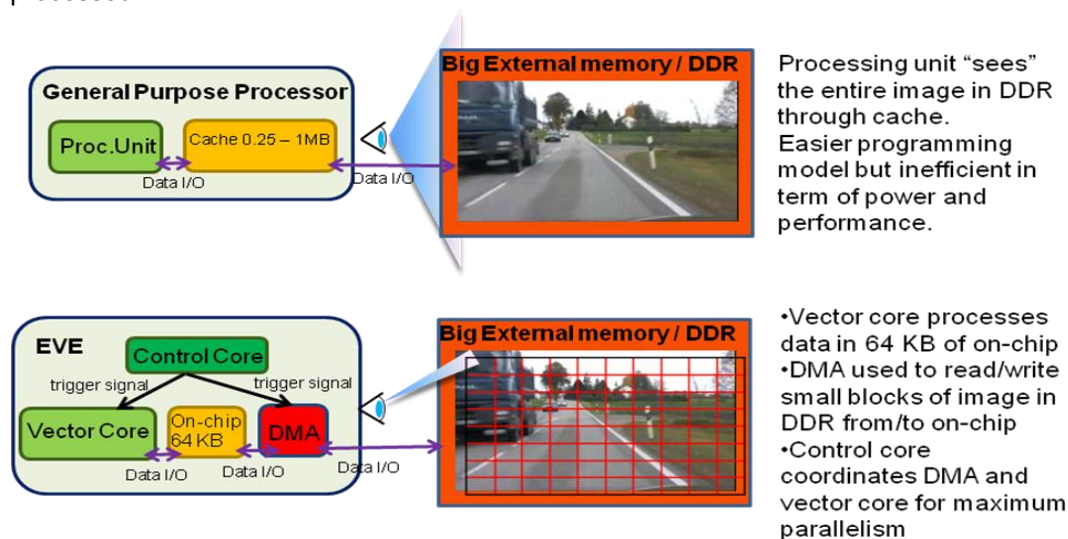 General Purpose Processor
Proc.Unit
Cache 0.25 – 1MB
Data I/O
Data I/O
Big External memory / DDR
Processing unit “sees”
the entire image in DDR
through cache.
Easier programming
model but inefficient in
term of power and
performance.
EVE
Control Core
trigger signal
trigger signal
Vector Core
On-chip
64 KB
DMA
Data I/O
Data I/O
Data I/O
Big External memory / DDR
•Vector core processes
data in 64 KB of on-chip
•DMA used to read/write
small blocks of image in
DDR from/to on-chip
•Control core
coordinates DMA and
vector core for maximum
parallelism